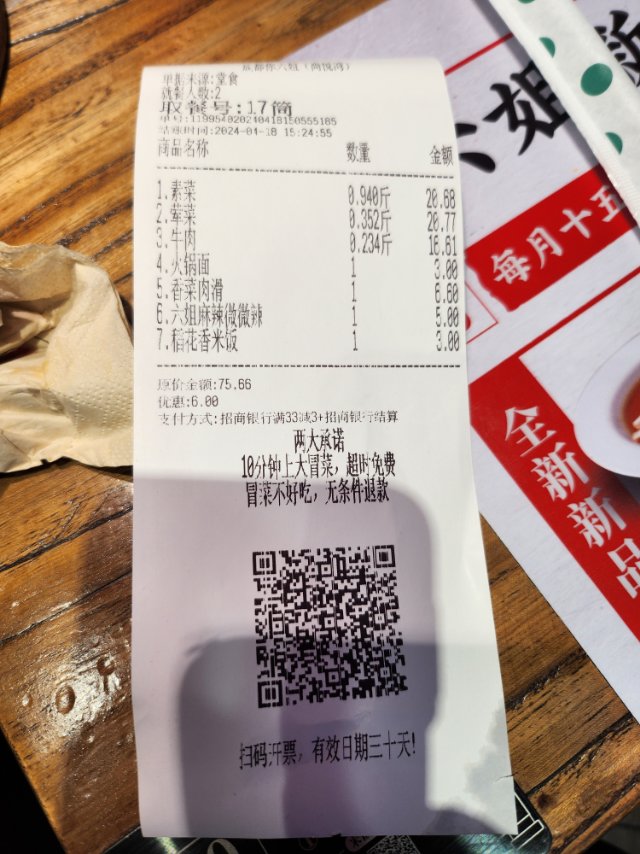 单据来源:堂食
就餐人数:2
取餐号:17筒
单号:11995402024041815055518​5
结账时间:2024-04-18 15:24:55
商品名称 数量 金额
1.素菜 0.940斤 20.68
2.荤菜 0.352斤 20.77
3.牛肉 0.234斤 16.61
4.火锅面 1 3.00
5.香菜肉滑 1 6.60
6.六姐麻辣微微辣 1 5.00
7.稻花香米饭 1 3.00
原价金额:75.66
优惠:6.00
支付方式:招商银行满33减3+招商银行结算
两大承诺
10分钟上大冒菜，超时免费
冒菜不好吃，无条件退款
扫码开票，有效日期三十天!
六姐
每月十五
全新新品